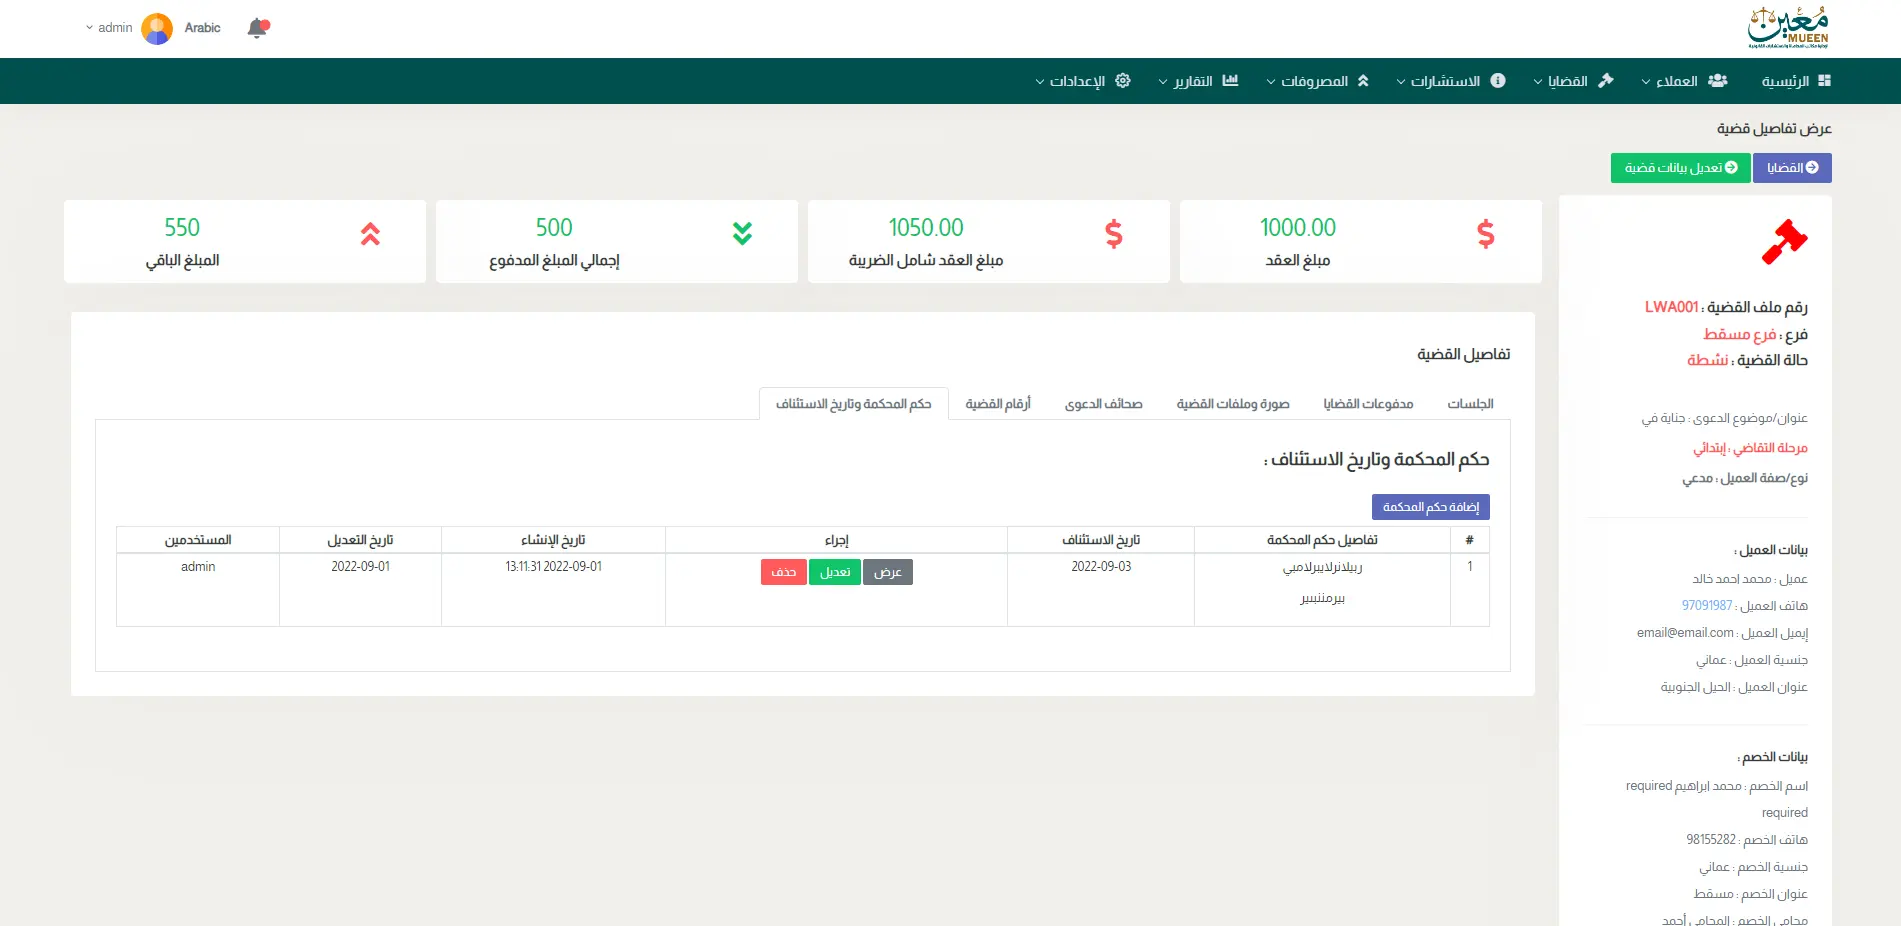 مُعين
MUEEN
Arabic
admin
الرئيسية
العملاء
القضايا
الاستشارات
المصروفات
التقارير
الإعدادات
عرض تفاصيل قضية
القضايا
تعديل بيانات قضية
رقم ملف القضية : LWA001
فرع : فرع مسقط
حالة القضية : نشطة
عنوان/موضوع الدعوى : جناية في
مرحلة التقاضي : إبتدائي
نوع/صفة العميل : مدعي
بيانات العميل :
عميل : محمد احمد خالد
هاتف العميل : 97091987
إيميل العميل : email@email.com
جنسية العميل : عماني
عنوان العميل : الحيل الجنوبية
بيانات الخصم :
اسم الخصم : محمد ابراهيم required
required
هاتف الخصم : 98155282
جنسية الخصم : عماني
عنوان الخصم : مسقط
محامي الخصم : المحامي أحمد
1000.00
مبلغ العقد
1050.00
مبلغ العقد شامل الضريبة
500
إجمالي المبلغ المدفوع
550
المبلغ الباقي
تفاصيل القضية
الجلسات
مدفوعات القضايا
صورة وملفات القضية
صحائف الدعوى
أرقام القضية
حكم المحكمة وتاريخ الاستئناف
حكم المحكمة وتاريخ الاستئناف :
إضافة حكم المحكمة
# تفاصيل حكم المحكمة تاريخ الاستئناف إجراء تاريخ الإنشاء تاريخ التعديل المستخدمين
1 ربيلانرلايبرلامبي 2022-09-03 عرض تعديل حذف 2022-09-01 13:11:31 2022-09-01 admin